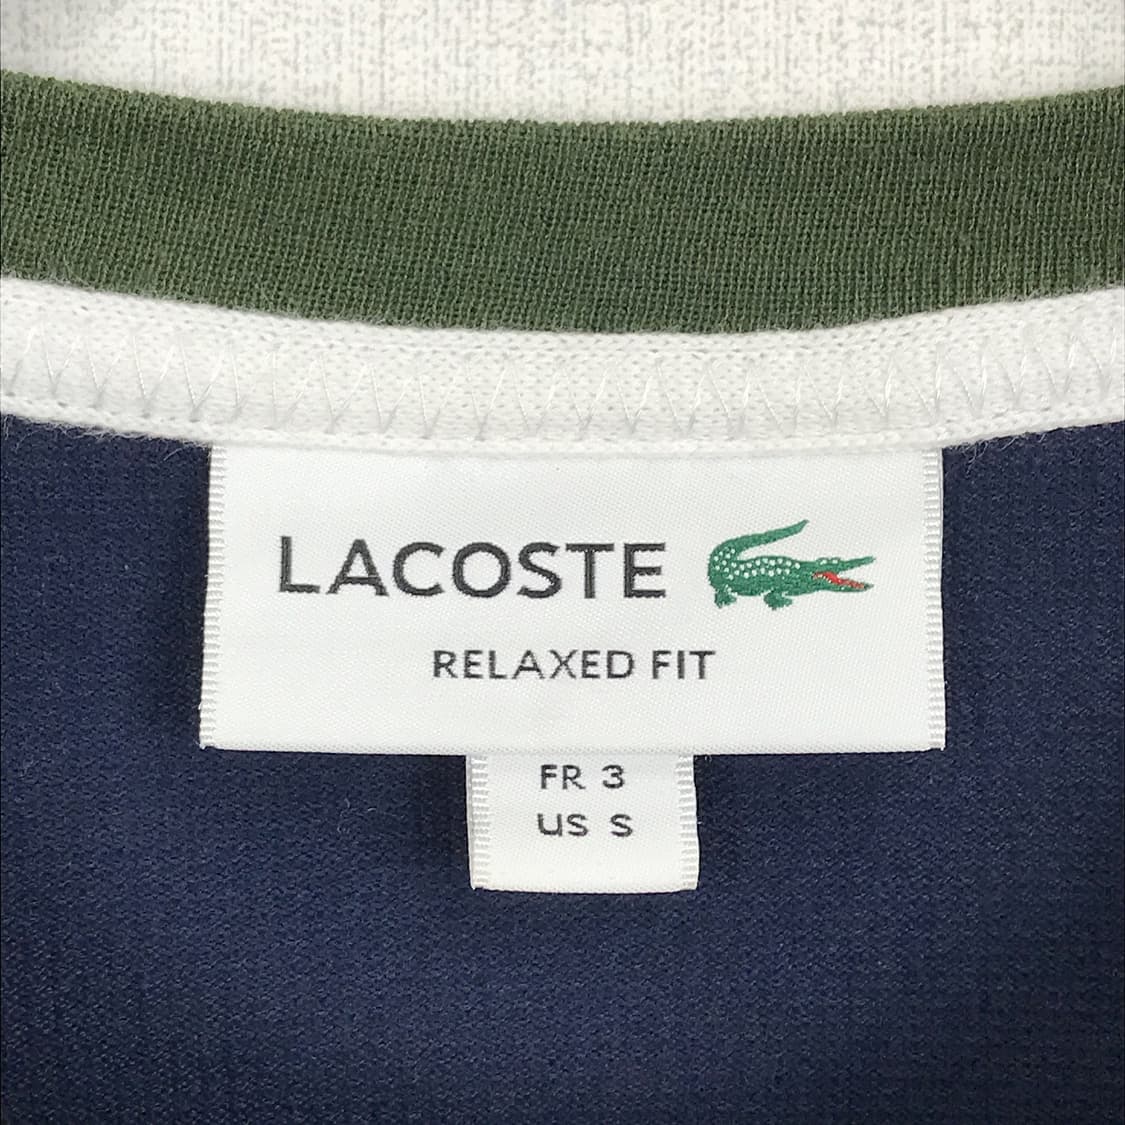 LACOSTE
RELAXED FIT
FR 3
US S